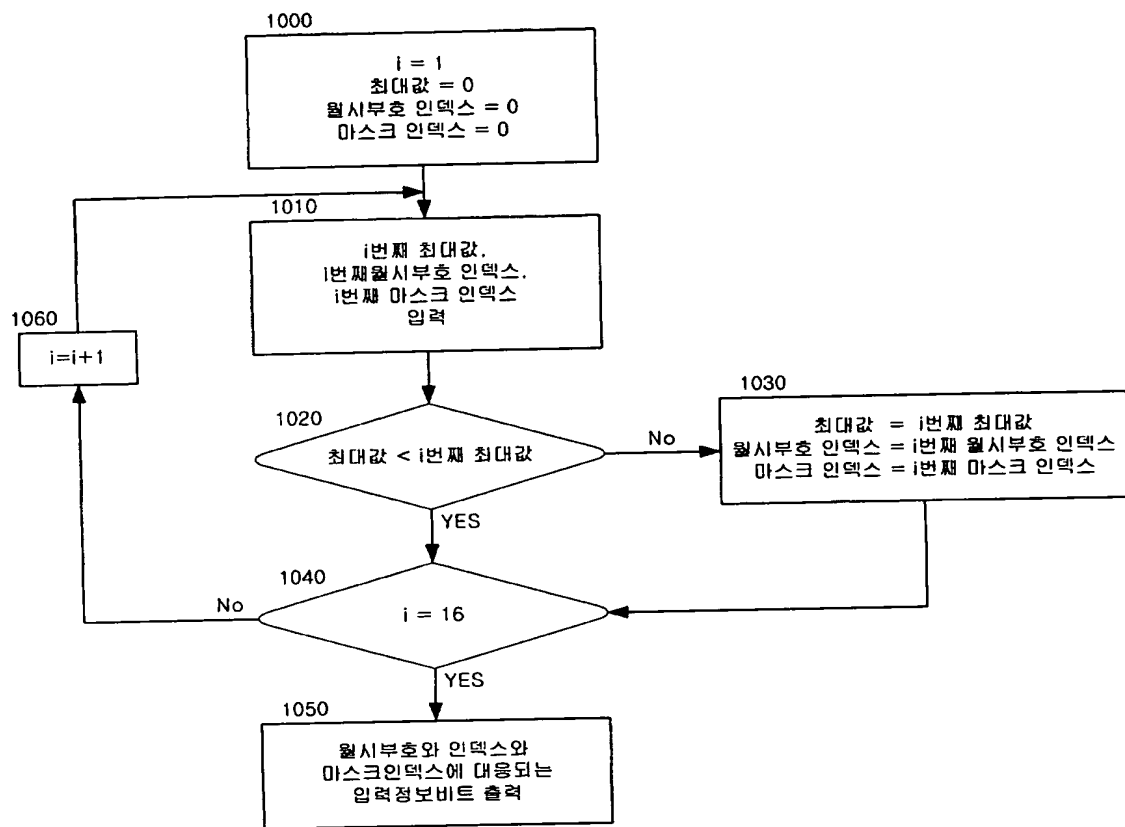 1000
i = 1
최대값 = 0
월시부호 인덱스 = 0
마스크 인덱스 = 0
1010
i번째 최대값,
i번째월시부호 인덱스,
i번째 마스크 인덱스
입력
1060
i=i+1
1020
최대값 < i번째 최대값
No
1030
최대값 = i번째 최대값
월시부호 인덱스 = i번째 월시부호 인덱스
마스크 인덱스 = i번째 마스크 인덱스
YES
1040
No
i = 16
YES
1050
월시부호와 인덱스와
마스크인덱스에 대응되는
입력정보비트 출력